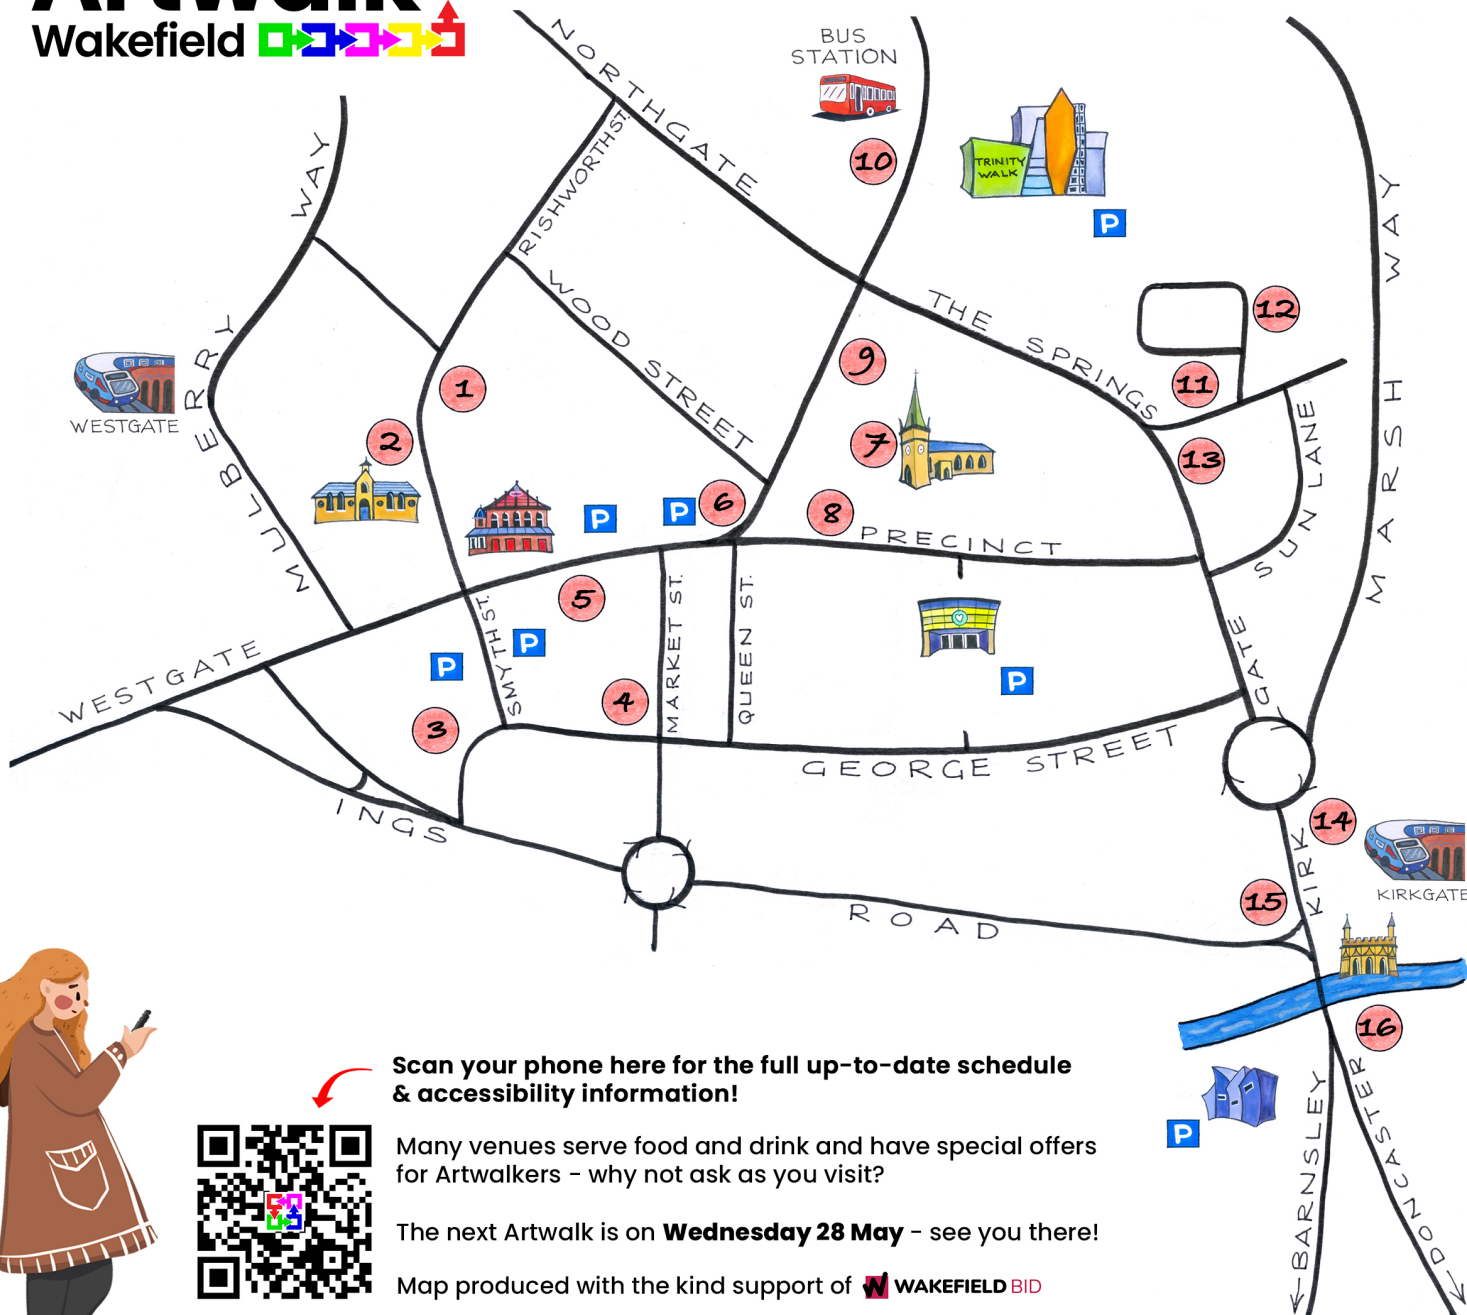 Artwalk
Wakefield
BUS
STATION
NORTHGATE
10
TRINITY
WALK
P
RISHWORTH ST.
WAY
MULBERRY
WOOD STREET
THE SPRINGS
MARSH WAY
12
11
9
1
WESTGATE
2
7
13
SUN LANE
P
P
6
8
PRECINCT
5
SMYTH ST.
MARKET ST.
QUEEN ST.
P
P
P
WESTGATE
4
3
GATE
GEORGE STREET
INGS
14
KIRK
KIRKGATE
15
ROAD
16
P
BARNSLEY
DONCASTER
Scan your phone here for the full up-to-date schedule
& accessibility information!
Many venues serve food and drink and have special offers
for Artwalkers - why not ask as you visit?
The next Artwalk is on Wednesday 28 May - see you there!
Map produced with the kind support of W WAKEFIELD BID